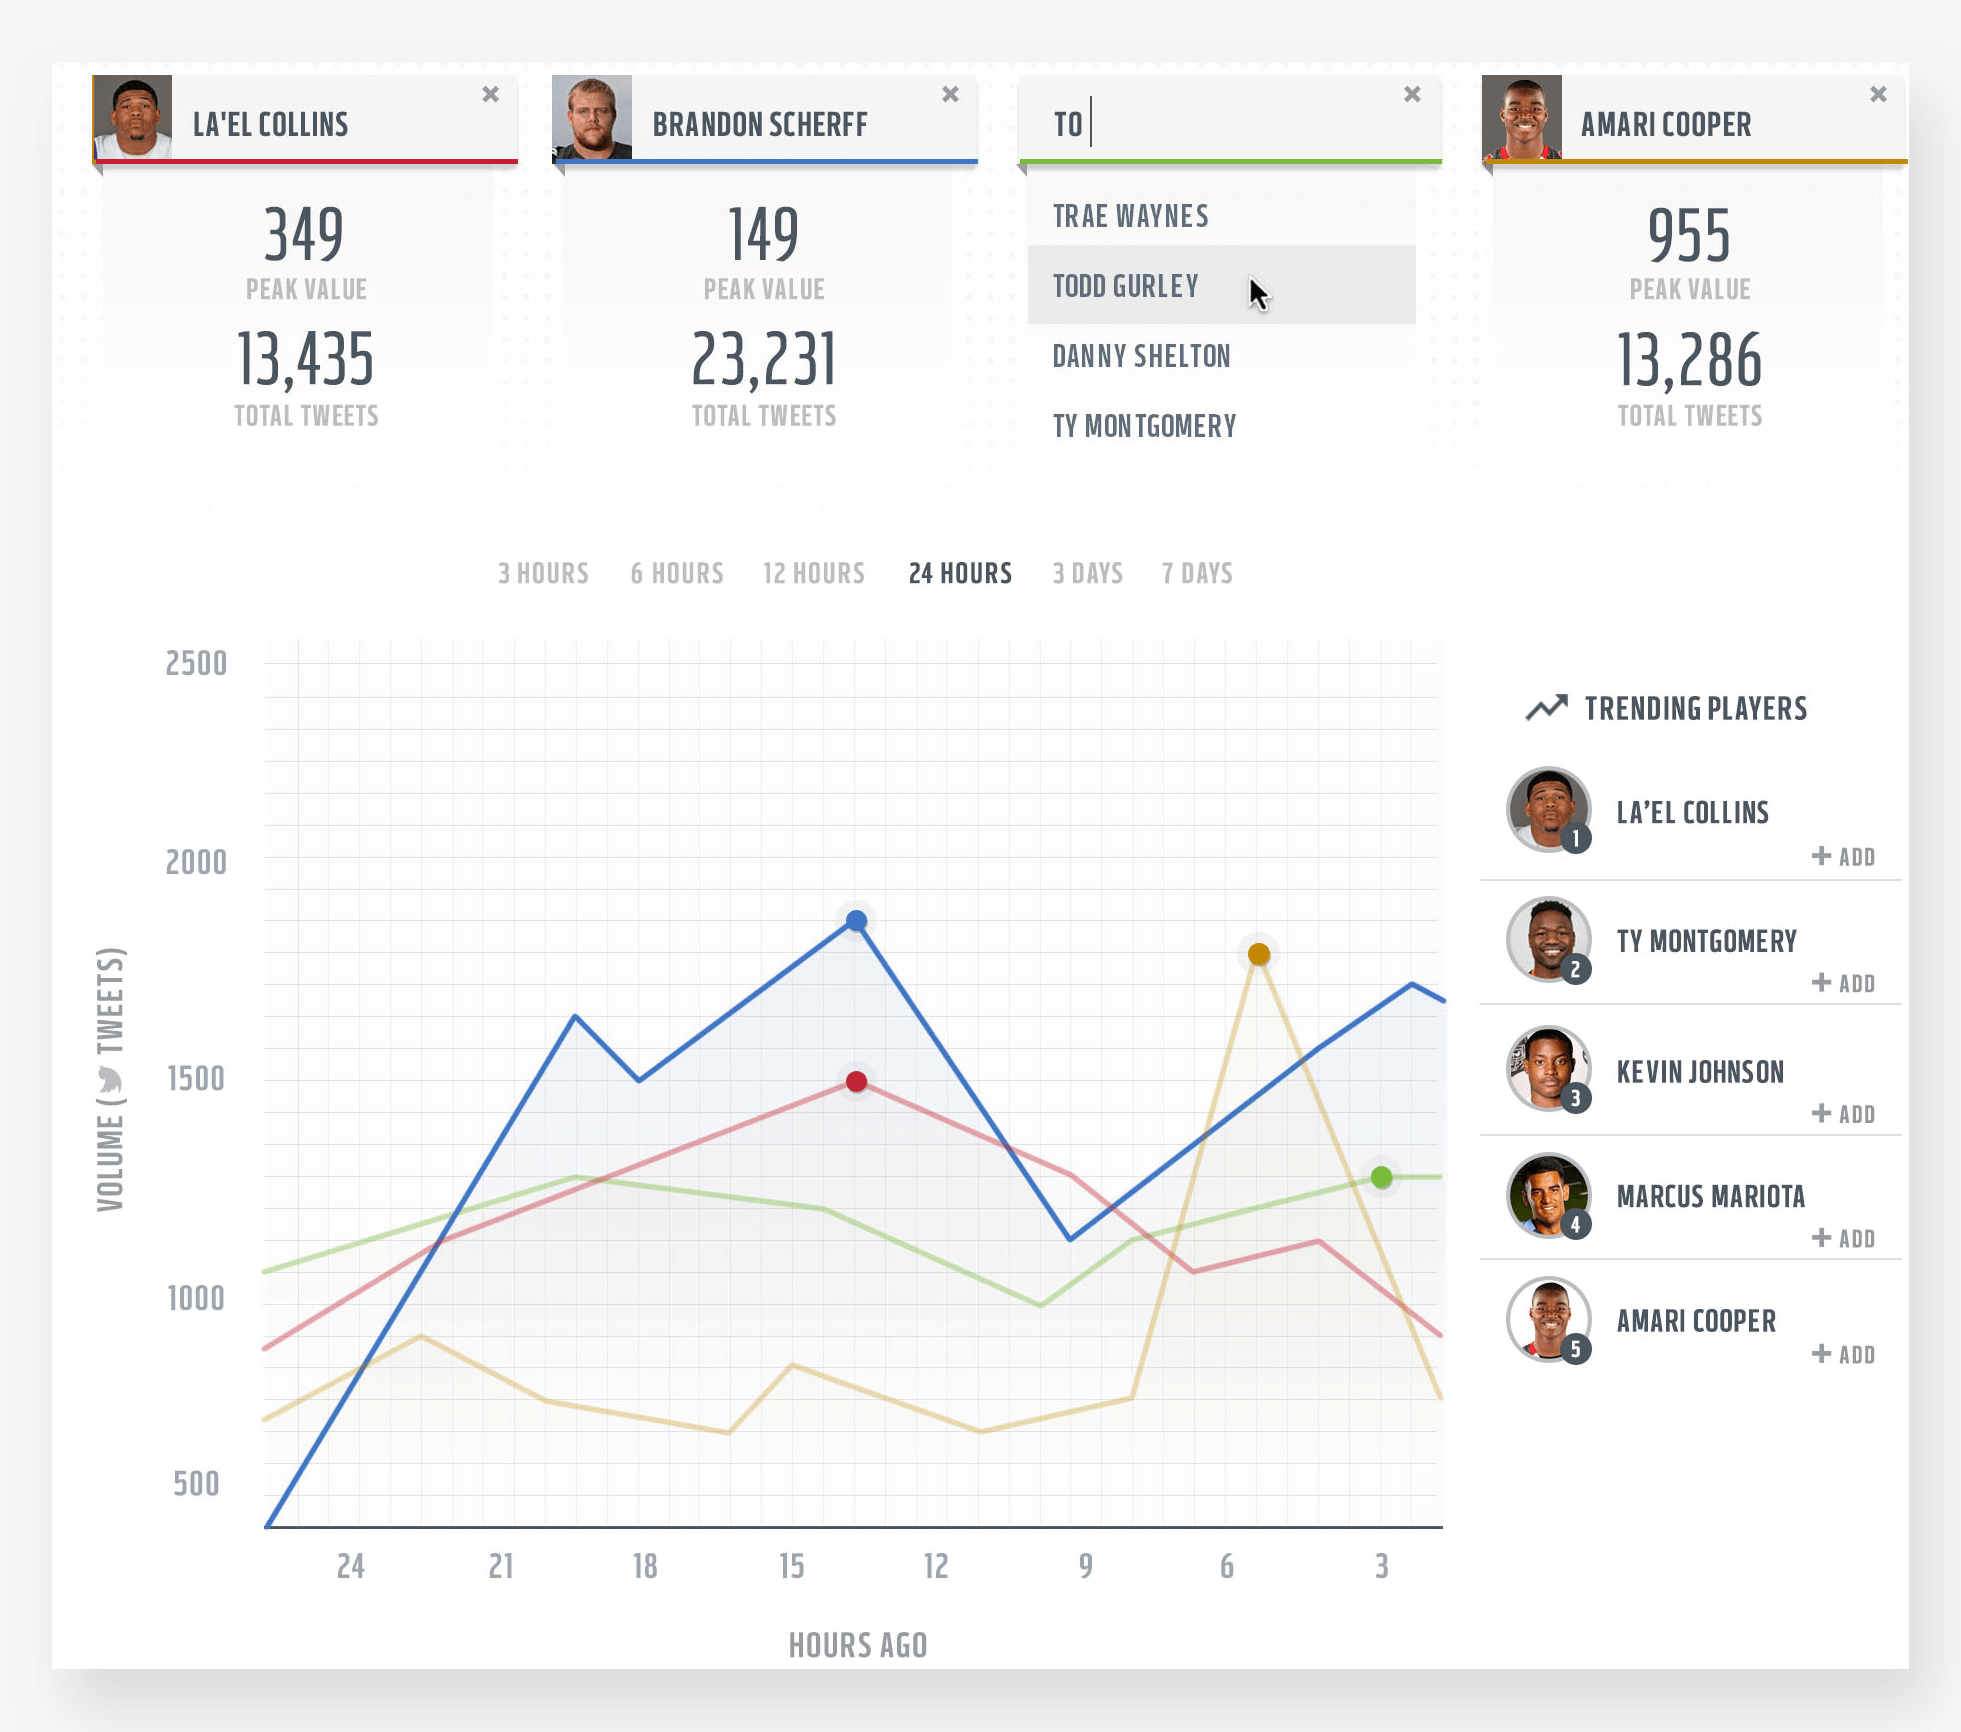 LA'EL COLLINS
BRANDON SCHERFF
TO
AMARI COOPER
349
PEAK VALUE
13,435
TOTAL TWEETS
149
PEAK VALUE
23,231
TOTAL TWEETS
TRAE WAYNES
TODD GURLEY
DANNY SHELTON
TY MONTGOMERY
955
PEAK VALUE
13,286
TOTAL TWEETS
3 HOURS 6 HOURS 12 HOURS 24 HOURS 3 DAYS 7 DAYS
VOLUME ( TWEETS)
2500
2000
1500
1000
500
24 21 18 15 12 9 6 3
HOURS AGO
TRENDING PLAYERS
LA’EL COLLINS
1
+ ADD
TY MONTGOMERY
2
+ ADD
KEVIN JOHNSON
3
+ ADD
MARCUS MARIOTA
4
+ ADD
AMARI COOPER
5
+ ADD